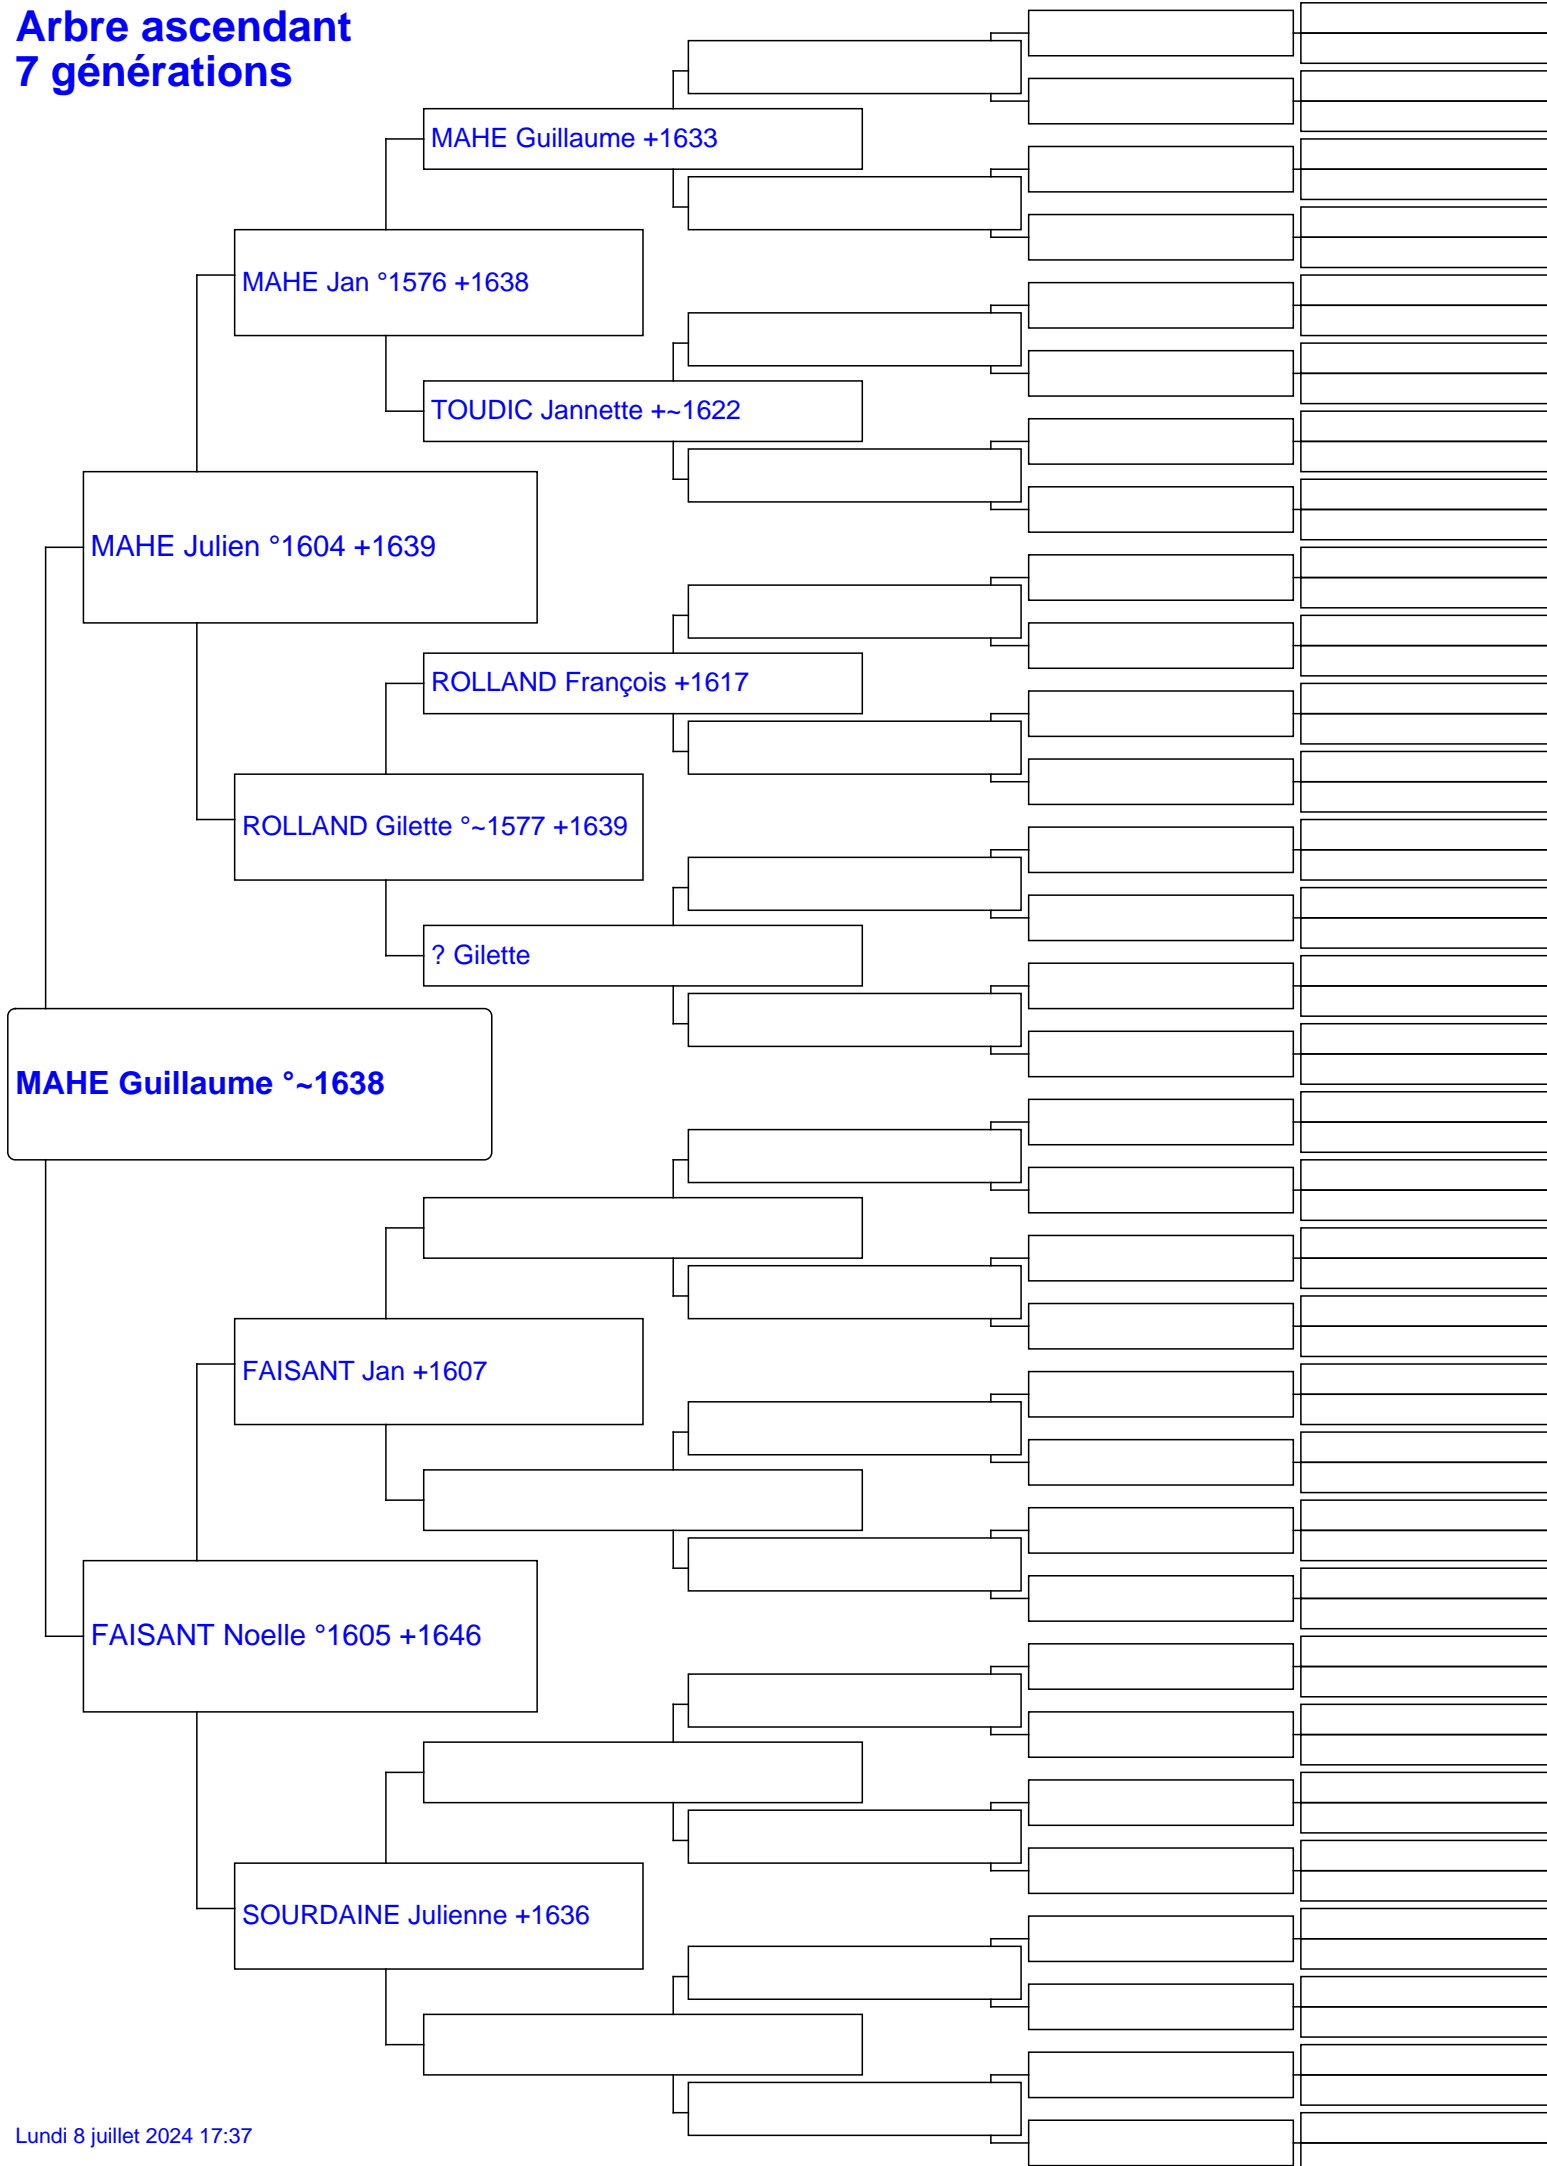 Arbre ascendant
7 générations
MAHE Guillaume +1633
MAHE Jan °1576 +1638
TOUDIC Jannette +~1622
MAHE Julien °1604 +1639
ROLLAND François +1617
ROLLAND Gilette °~1577 +1639
? Gilette
MAHE Guillaume °~1638
FAISANT Jan +1607
FAISANT Noelle °1605 +1646
SOURDAINE Julienne +1636
Lundi 8 juillet 2024 17:37